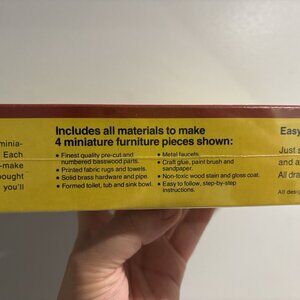 Includes all materials to make
4 miniature furniture pieces shown:
• Finest quality pre-cut and
numbered basswood parts.
• Printed fabric rugs and towels.
• Solid brass hardware and pipe.
• Formed toilet, tub and sink bowl.
• Metal faucets.
• Craft glue, paint brush and
sandpaper.
• Non-toxic wood stain and gloss coat.
• Easy to follow, step-by-step
instructions.
minia-
Each
-make
bought
you'll
Easy
Just s
and a
All dra
All desig